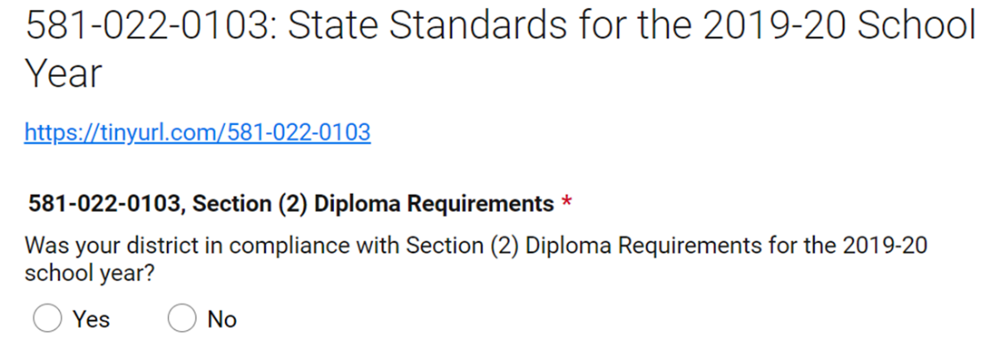 581-022-0103: State Standards for the 2019-20 School
Year
https://tinyurl.com/581-022-0103
581-022-0103, Section (2) Diploma Requirements *
Was your district in compliance with Section (2) Diploma Requirements for the 2019-20
school year?
Yes No